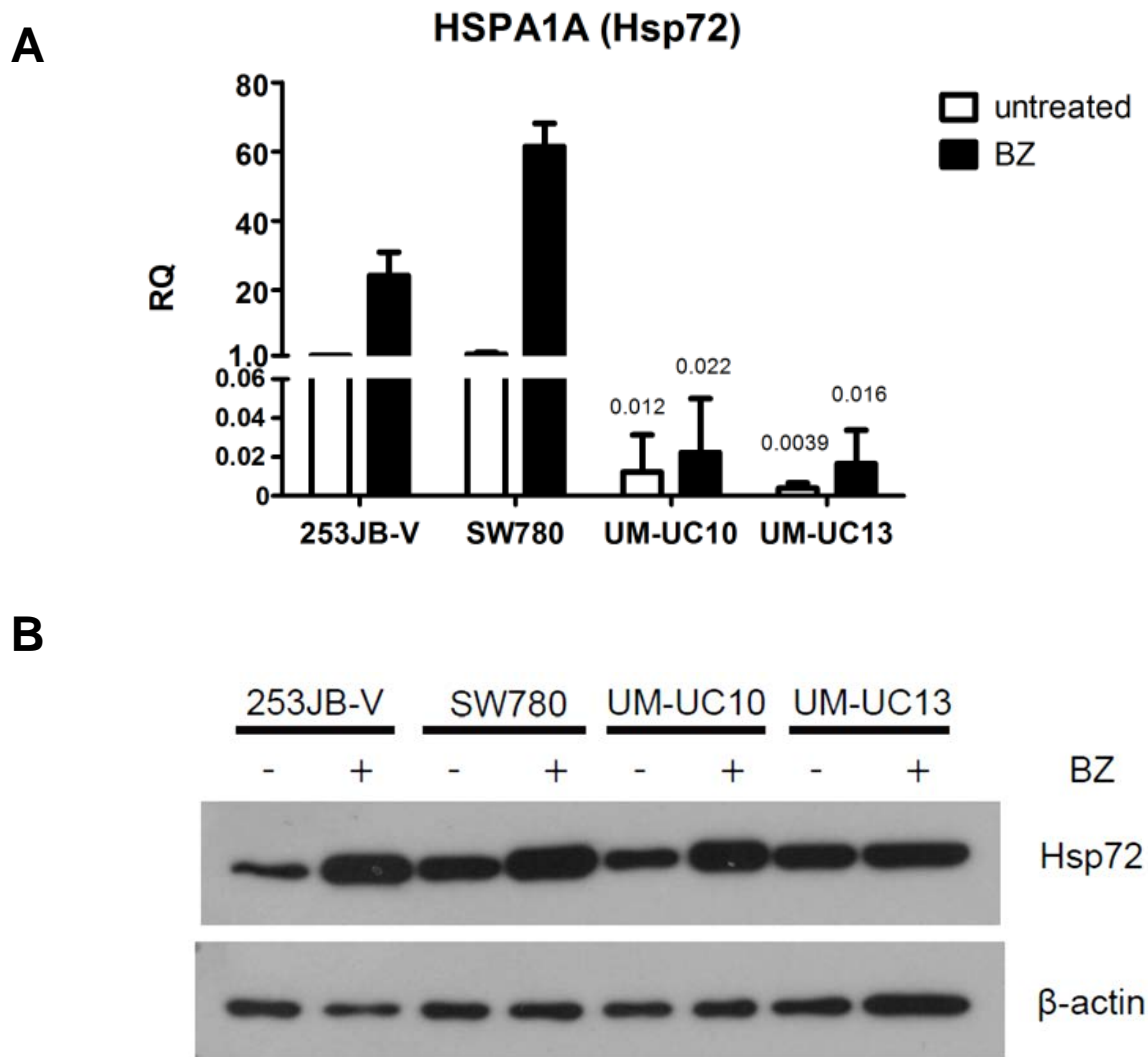 A
HSPA1A (Hsp72)
untreated
BZ
RQ
80
60
40
20
1.0
0.06
0.04
0.02
0
0.012
0.022
0.0039
0.016
253JB-V SW780 UM-UC10 UM-UC13
B
253JB-V SW780 UM-UC10 UM-UC13
- + - + - + - + BZ
Hsp72
β-actin